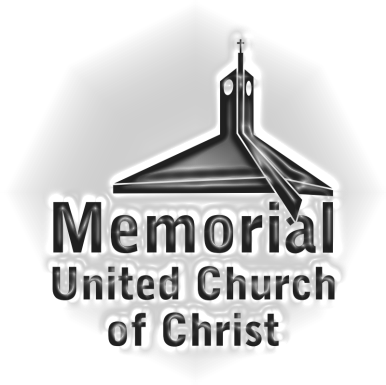 Memorial
United Church
of Christ